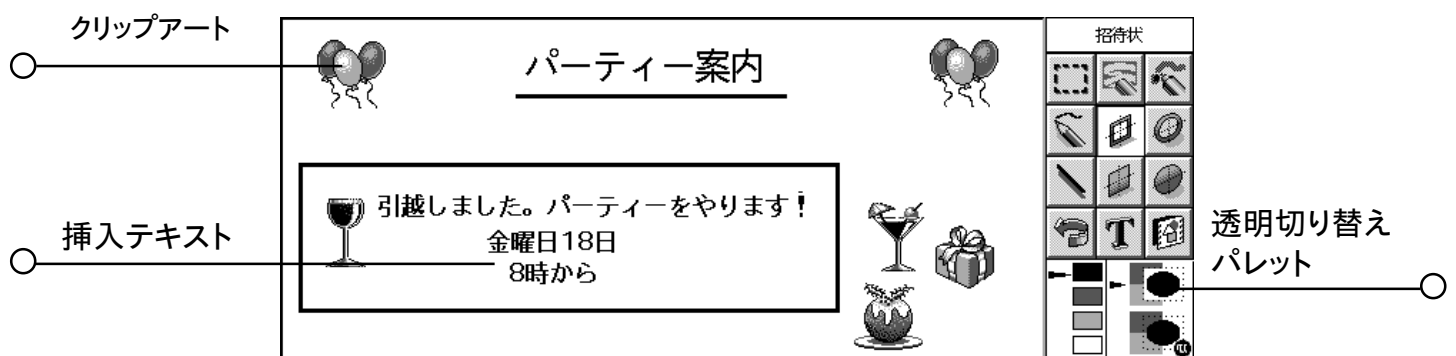 クリップアート
パーティー案内
招待状
引越しました。パーティーをやります!
金曜日18日
8時から
挿入テキスト
透明切り替え
パレット